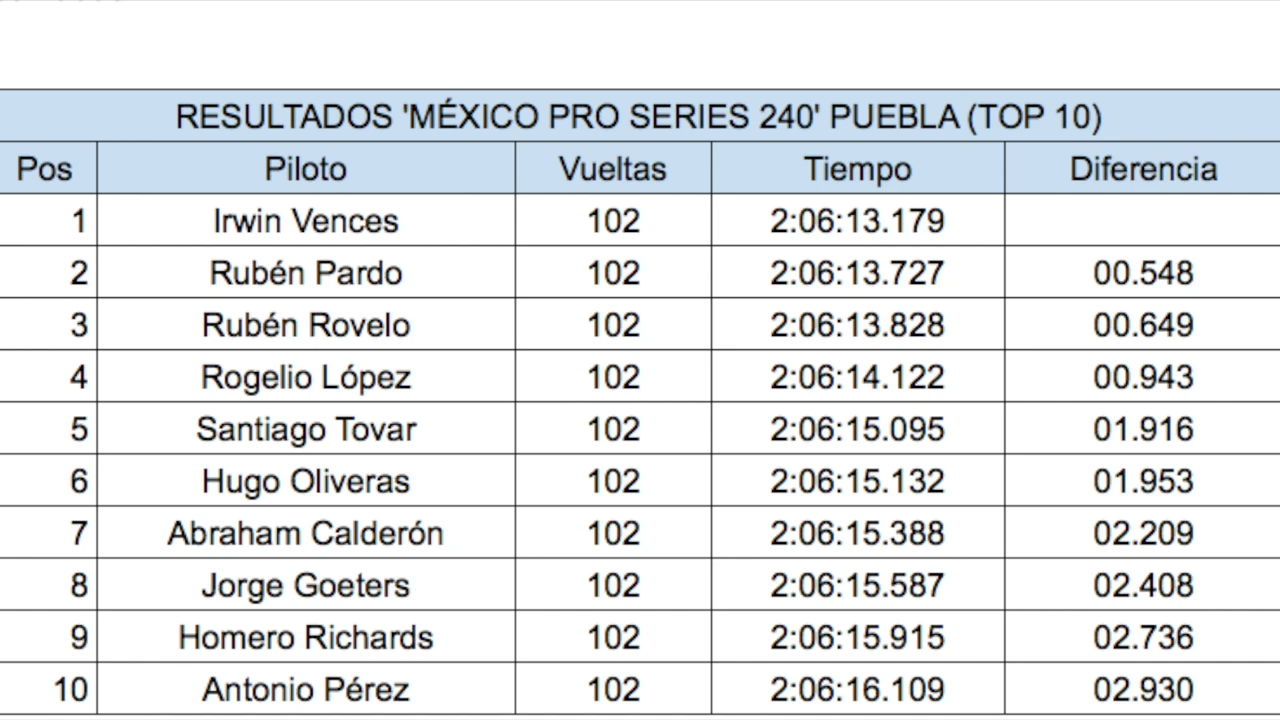 RESULTADOS 'MÉXICO PRO SERIES 240' PUEBLA (TOP 10)
Pos Piloto Vueltas Tiempo Diferencia
1 Irwin Vences 102 2:06:13.179
2 Rubén Pardo 102 2:06:13.727 00.548
3 Rubén Rovelo 102 2:06:13.828 00.649
4 Rogelio López 102 2:06:14.122 00.943
5 Santiago Tovar 102 2:06:15.095 01.916
6 Hugo Oliveras 102 2:06:15.132 01.953
7 Abraham Calderón 102 2:06:15.388 02.209
8 Jorge Goeters 102 2:06:15.587 02.408
9 Homero Richards 102 2:06:15.915 02.736
10 Antonio Pérez 102 2:06:16.109 02.930